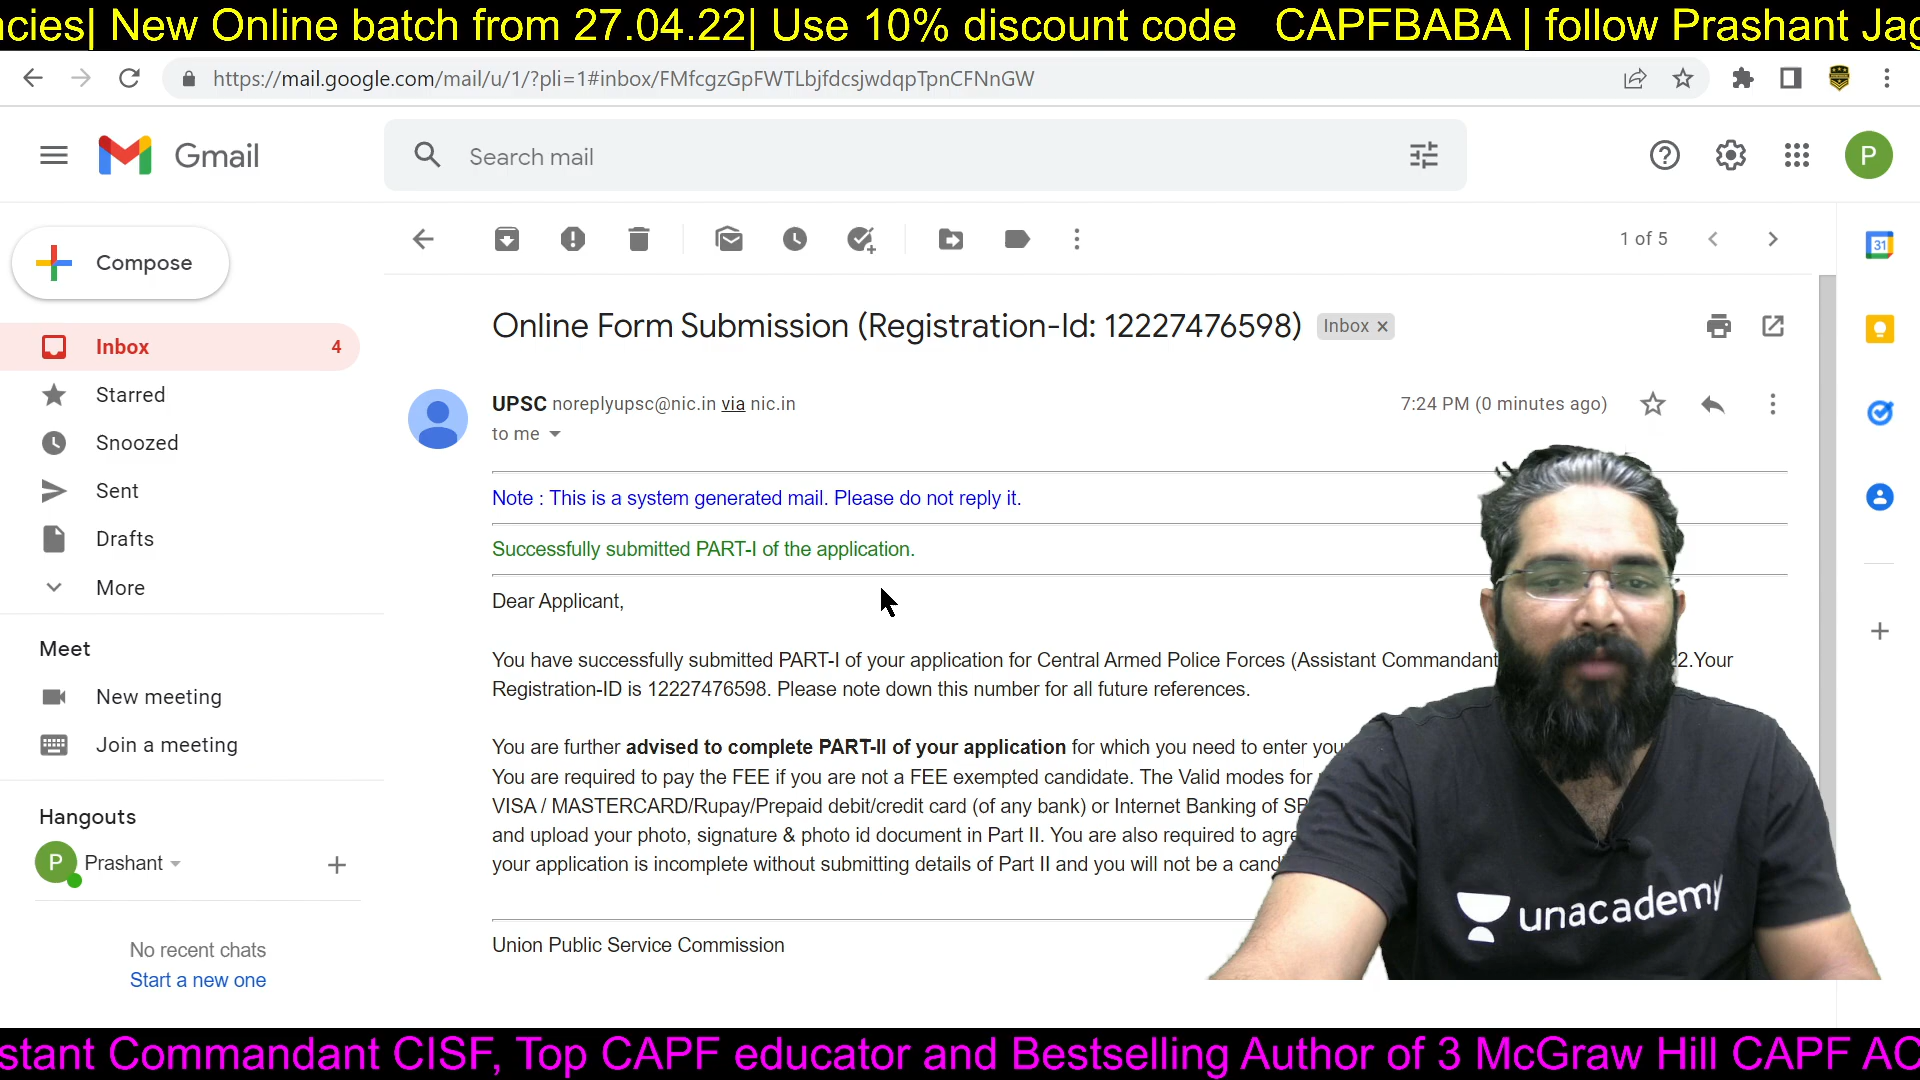 ncies| New Online batch from 27.04.22| Use 10% discount code CAPFBABA | follow Prashant Jag
https://mail.google.com/mail/u/1/?pli=1#inbox/FMfcgzGpFWTLbjfdcsjwdqpTpnCFNnGW
Gmail
Search mail
P
Compose
1 of 5
31
Online Form Submission (Registration-Id: 12227476598) Inbox ×
Inbox 4
Starred
Snoozed
Sent
Drafts
More
UPSC noreplyupsc@nic.in via nic.in
7:24 PM (0 minutes ago)
to me
Note : This is a system generated mail. Please do not reply it.
Successfully submitted PART-I of the application.
Dear Applicant,
You have successfully submitted PART-I of your application for Central Armed Police Forces (Assistant Commandant 2.Your
Registration-ID is 12227476598. Please note down this number for all future references.
You are further advised to complete PART-II of your application for which you need to enter your
You are required to pay the FEE if you are not a FEE exempted candidate. The Valid modes for
VISA / MASTERCARD/Rupay/Prepaid debit/credit card (of any bank) or Internet Banking of
and upload your photo, signature & photo id document in Part II. You are also required to agre
your application is incomplete without submitting details of Part II and you will not be a cand
Union Public Service Commission
Meet
New meeting
Join a meeting
Hangouts
P Prashant
No recent chats
Start a new one
unacademy
stant Commandant CISF, Top CAPF educator and Bestselling Author of 3 McGraw Hill CAPF AC